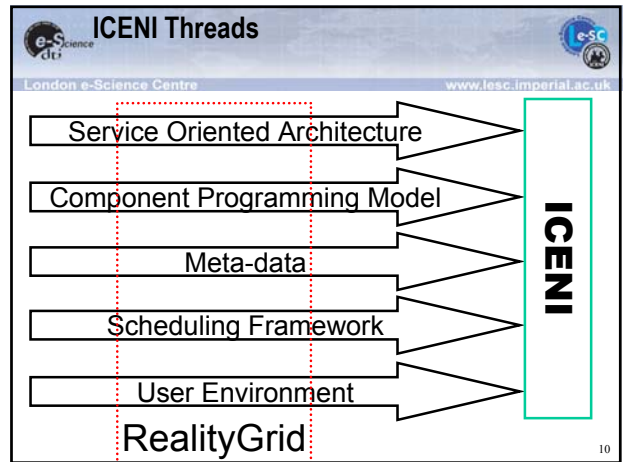 e-Science
dti
ICENI Threads
e-SC
London e-Science Centre
www.lesc.imperial.ac.uk
Service Oriented Architecture
Component Programming Model
Meta-data
Scheduling Framework
User Environment
ICENI
RealityGrid
10